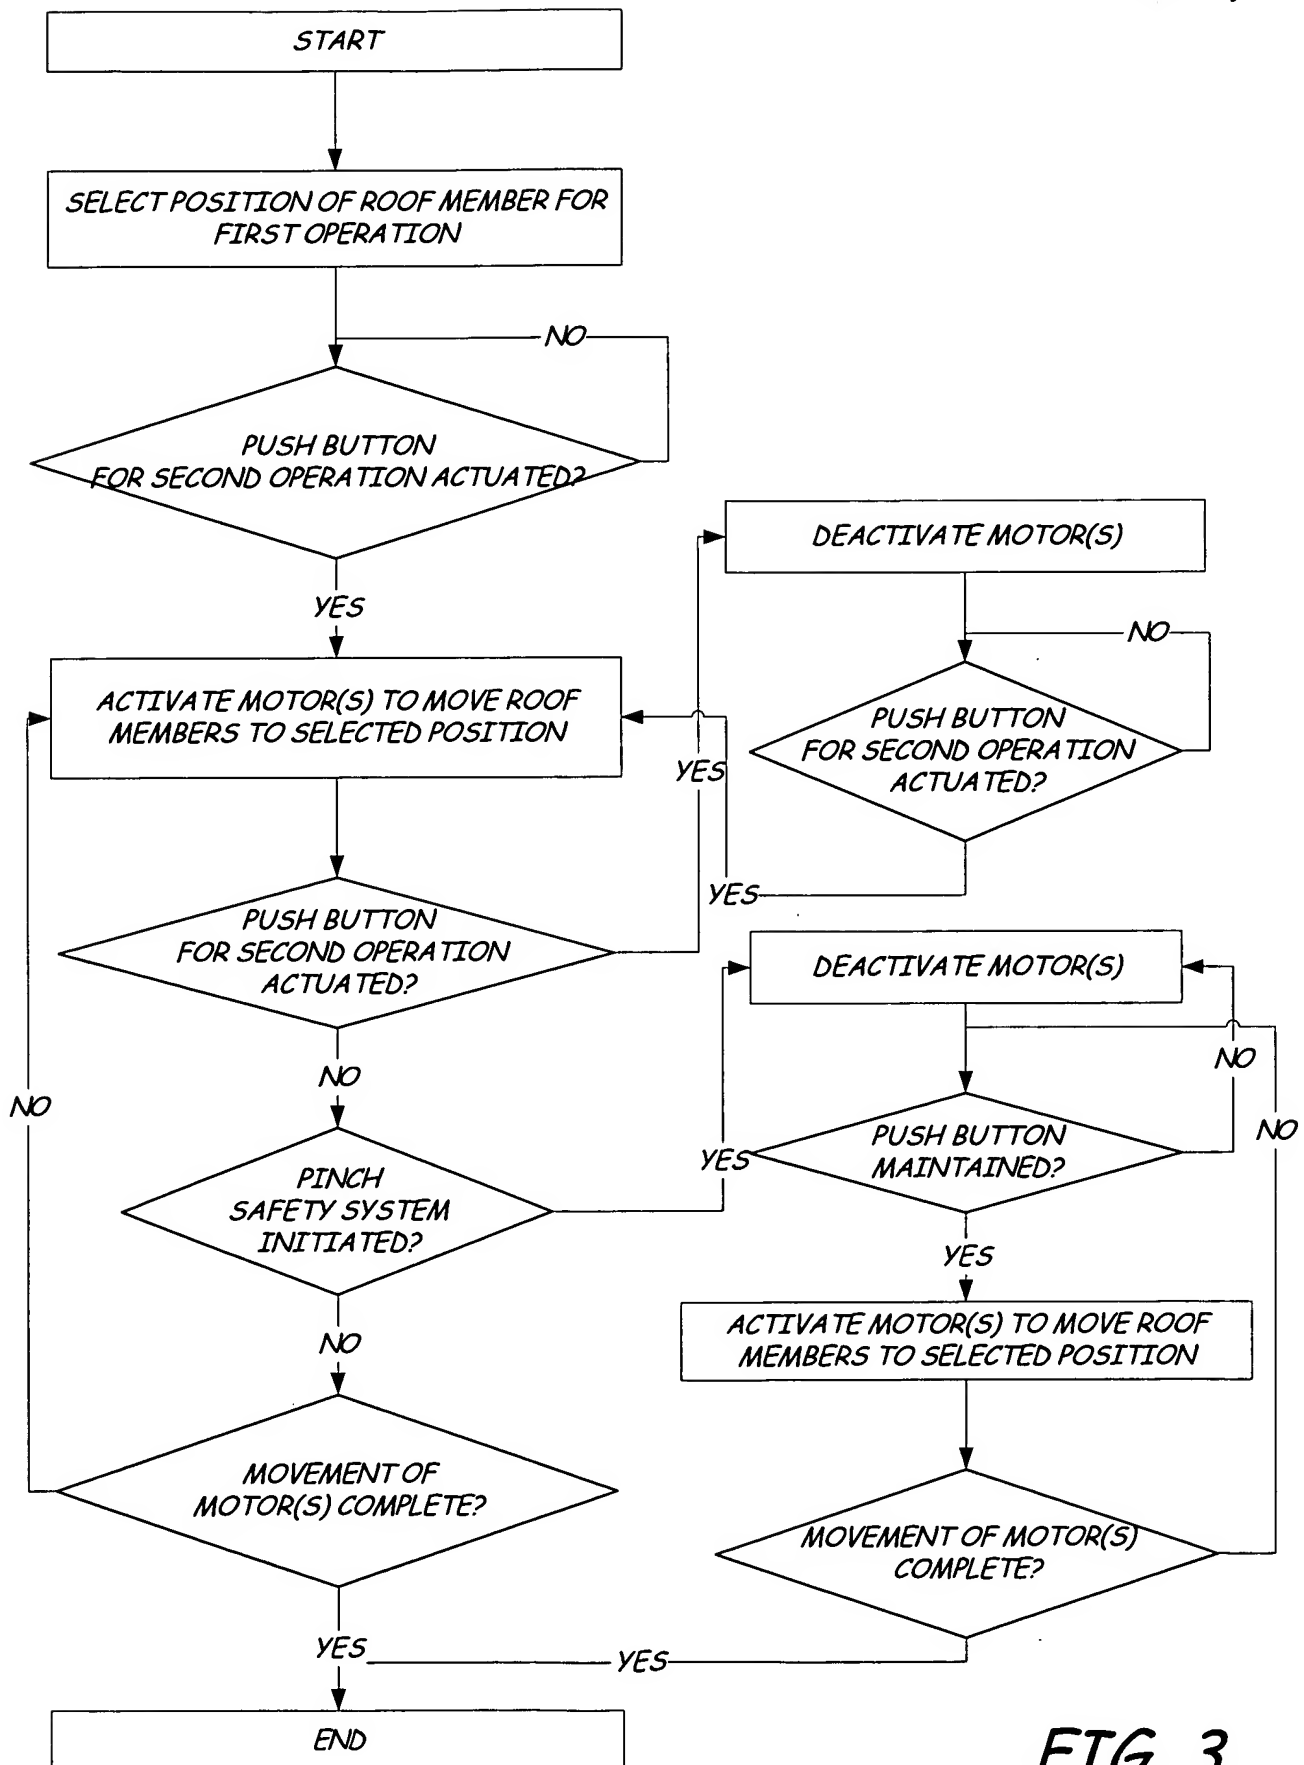 START
SELECT POSITION OF ROOF MEMBER FOR
FIRST OPERATION
NO
PUSH BUTTON
FOR SECOND OPERATION ACTUATED?
YES
DEACTIVATE MOTOR(S)
NO
PUSH BUTTON
FOR SECOND OPERATION
ACTUATED?
YES
ACTIVATE MOTOR(S) TO MOVE ROOF
MEMBERS TO SELECTED POSITION
YES
PUSH BUTTON
FOR SECOND OPERATION
ACTUATED?
NO
DEACTIVATE MOTOR(S)
NO
NO
PUSH BUTTON
MAINTAINED?
YES
PINCH
SAFETY SYSTEM
INITIATED?
YES
NO
NO
ACTIVATE MOTOR(S) TO MOVE ROOF
MEMBERS TO SELECTED POSITION
MOVEMENT OF
MOTOR(S) COMPLETE?
MOVEMENT OF MOTOR(S)
COMPLETE?
YES
YES
END
FIG. 3